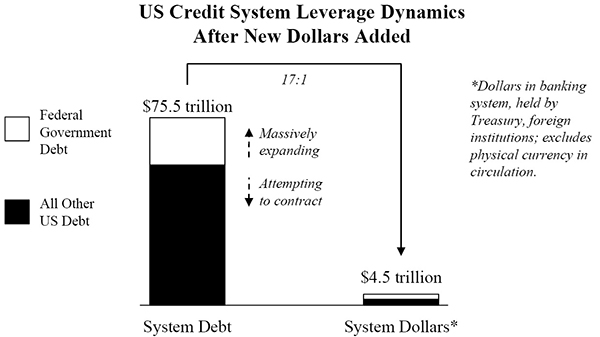 US Credit System Leverage Dynamics
After New Dollars Added
17:1
$75.5 trillion
Federal
Government
Debt
All Other
US Debt
Massively
expanding
Attempting
to contract
*Dollars in banking
system, held by
Treasury, foreign
institutions; excludes
physical currency in
circulation.
$4.5 trillion
System Debt
System Dollars*